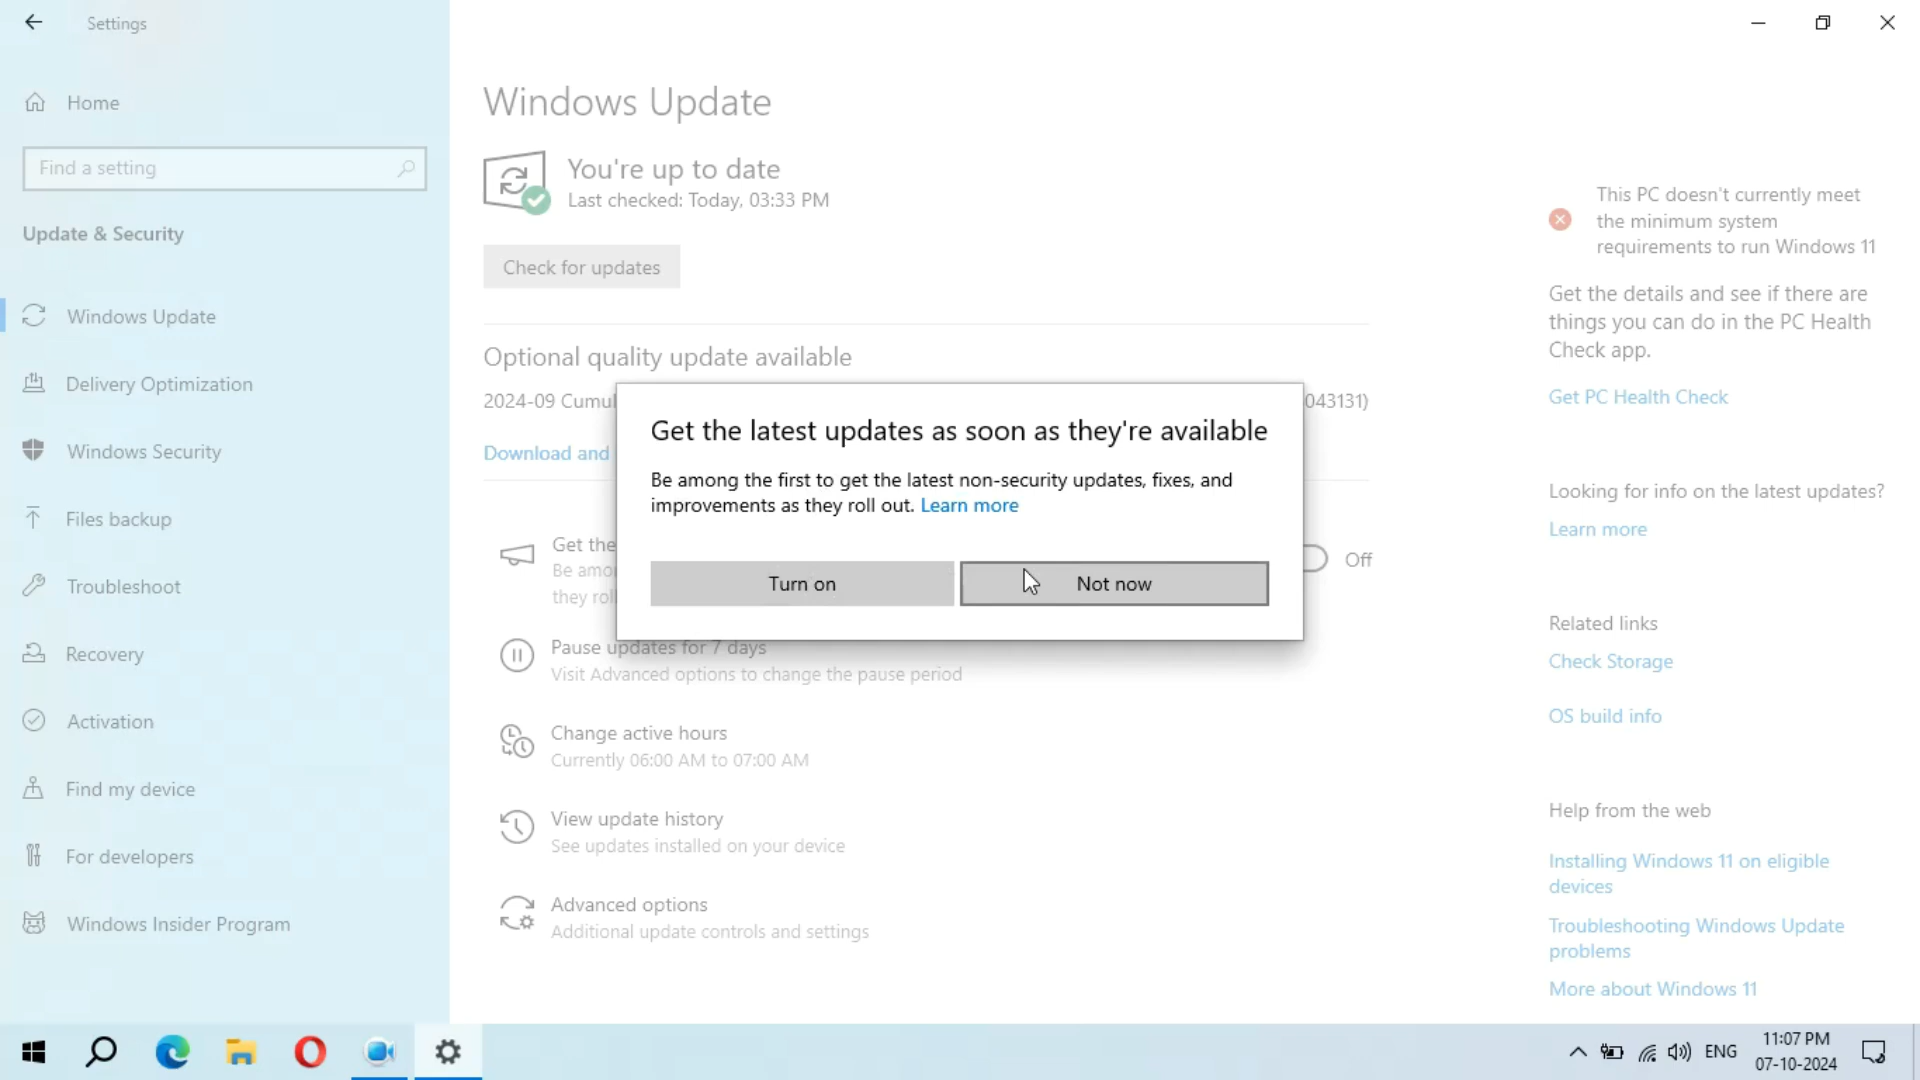 Settings
Home
Find a setting
Update & Security
Windows Update
Delivery Optimization
Windows Security
Files backup
Troubleshoot
Recovery
Activation
Find my device
For developers
Windows Insider Program
Windows Update
You're up to date
Last checked: Today, 03:33 PM
Check for updates
Optional quality update available
2024-09 Cumul
043131)
Download and
Get the
Be amo
they rol
Off
Get the latest updates as soon as they're available
Be among the first to get the latest non-security updates, fixes, and
improvements as they roll out. Learn more
Turn on
Not now
Pause updates for 7 days
Visit Advanced options to change the pause period
Change active hours
Currently 06:00 AM to 07:00 AM
View update history
See updates installed on your device
Advanced options
Additional update controls and settings
This PC doesn't currently meet
the minimum system
requirements to run Windows 11
Get the details and see if there are
things you can do in the PC Health
Check app.
Get PC Health Check
Looking for info on the latest updates?
Learn more
Related links
Check Storage
OS build info
Help from the web
Installing Windows 11 on eligible
devices
Troubleshooting Windows Update
problems
More about Windows 11
ENG
11:07 PM
07-10-2024